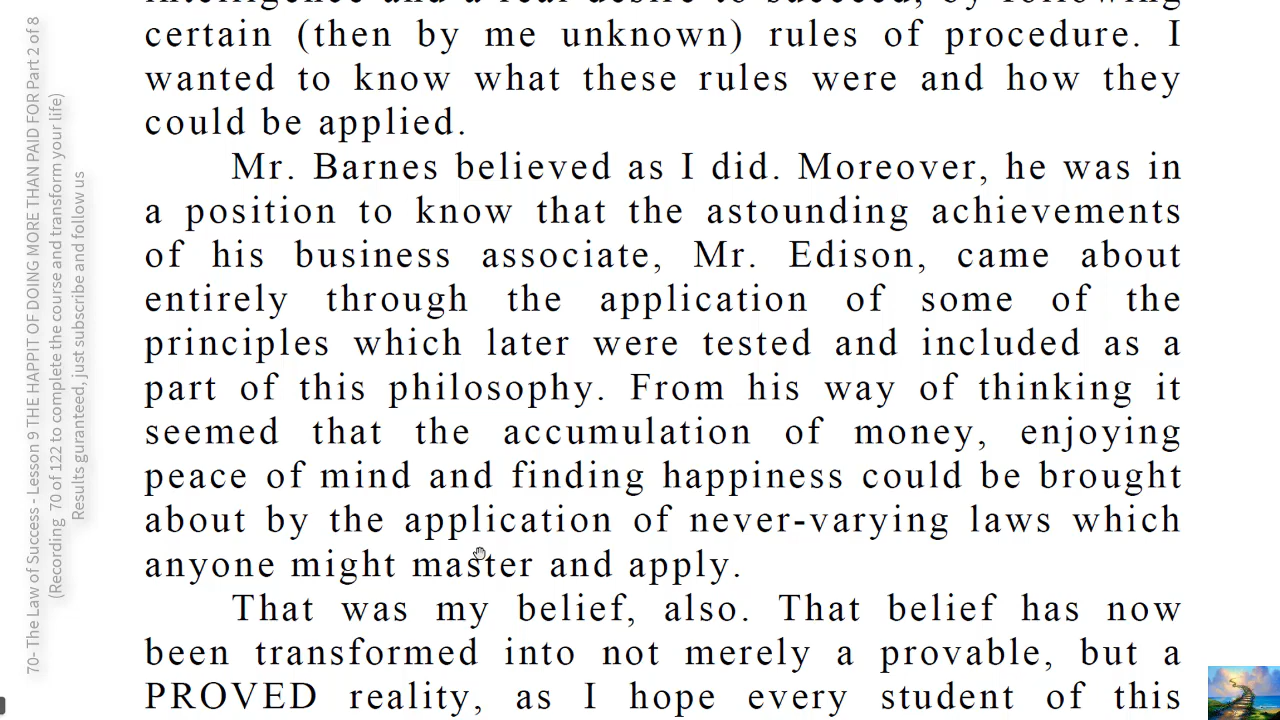 certain (then by me unknown) rules of procedure. I
wanted to know what these rules were and how they
could be applied.
Mr. Barnes believed as I did. Moreover, he was in
a position to know that the astounding achievements
of his business associate, Mr. Edison, came about
entirely through the application of some of the
principles which later were tested and included as a
part of this philosophy. From his way of thinking it
seemed that the accumulation of money, enjoying
peace of mind and finding happiness could be brought
about by the application of never-varying laws which
anyone might master and apply.
That was my belief, also. That belief has now
been transformed into not merely a provable, but a
PROVED reality, as I hope every student of this
70- The Law of Success - Lesson 9 THE HAPPIT OF DOING MORE THAN PAID FOR Part 2 of 8
(Recording 70 of 122 to complete the course and transform your life)
Results guranteed, just subscribe and follow us